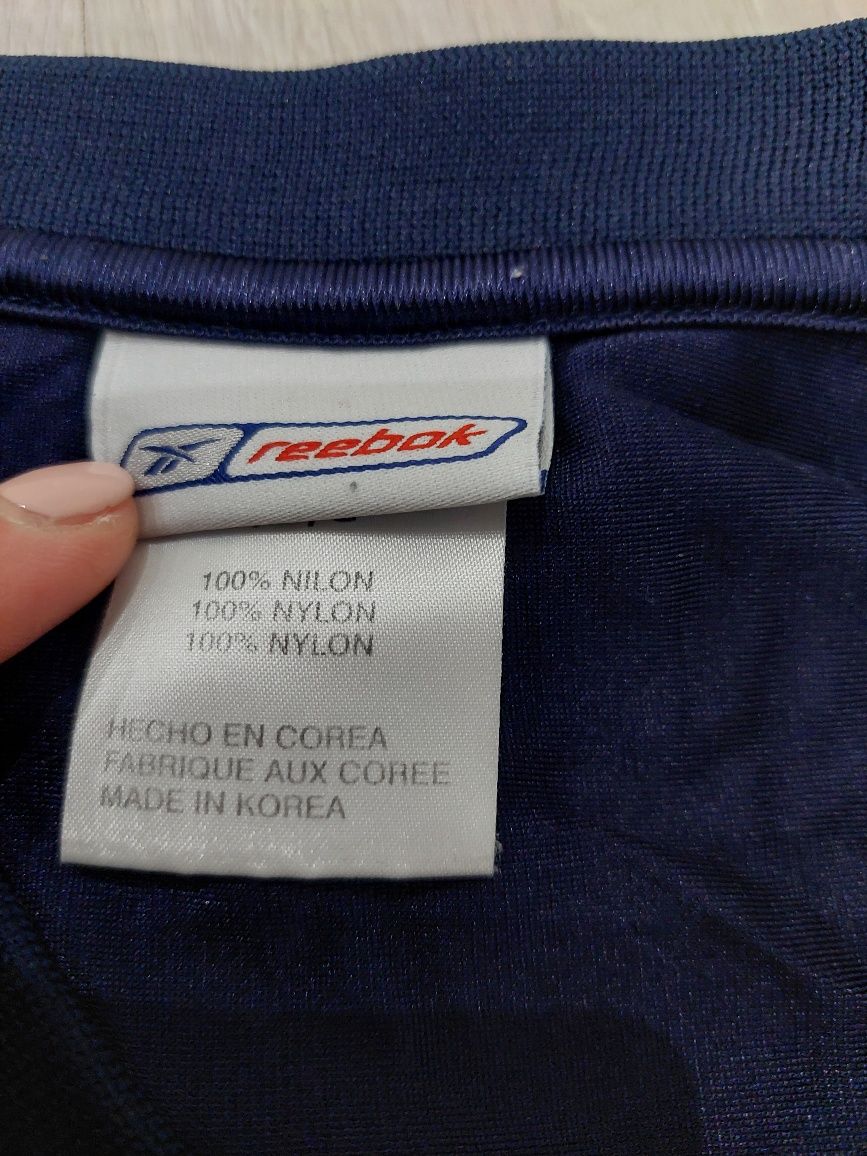 reebok
100% NILON
100% NYLON
100% NYLON
HECHO EN COREA
FABRIQUE AUX COREE
MADE IN KOREA